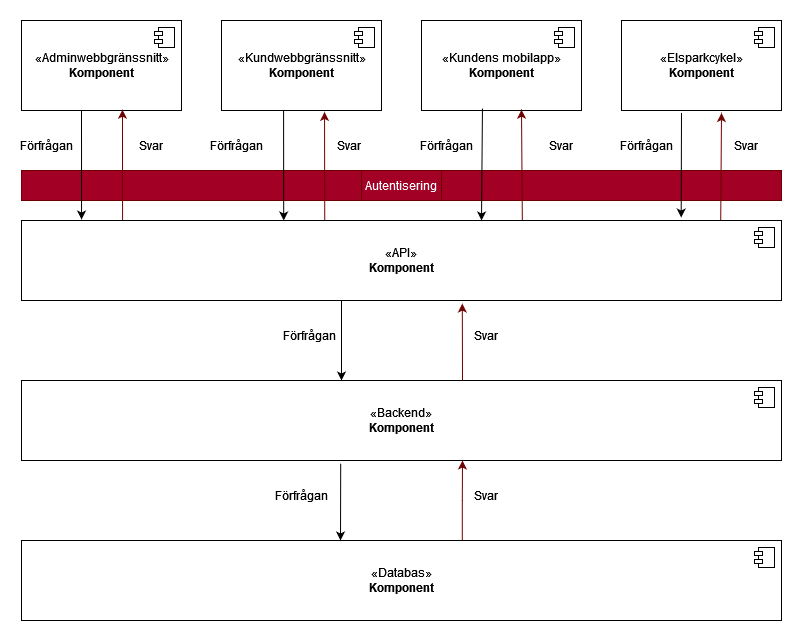 «Adminwebbgränssnitt»
Komponent
«Kundwebbgränssnitt»
Komponent
«Kundens mobilapp»
Komponent
«Elsparkcykel»
Komponent
Förfrågan
Svar
Förfrågan
Svar
Förfrågan
Svar
Förfrågan
Svar
Autentisering
«API»
Komponent
Förfrågan
Svar
«Backend»
Komponent
Förfrågan
Svar
«Databas»
Komponent